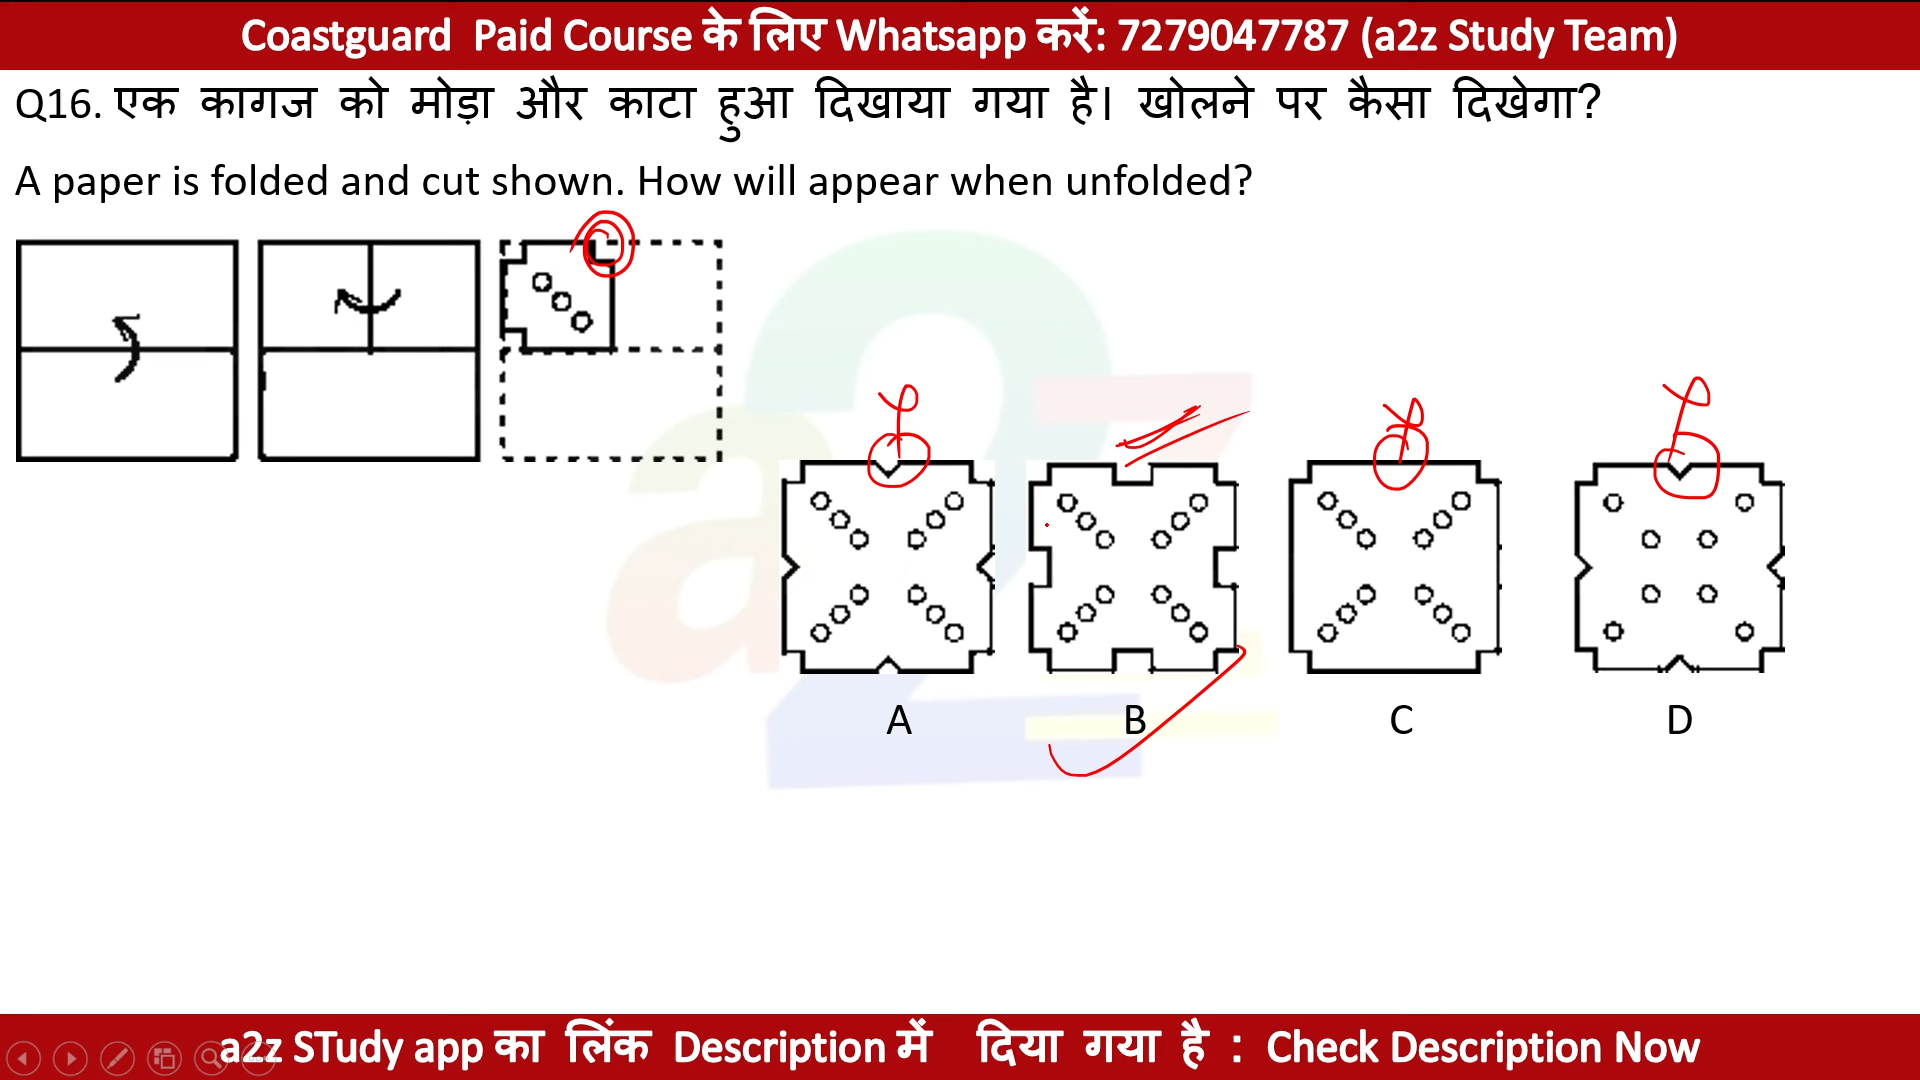 Coastguard Paid Course के लिए Whatsapp करें: 7279047787 (a2z Study Team)
Q16. एक कागज को मोड़ा और काटा हुआ दिखाया गया है। खोलने पर कैसा दिखेगा?
A paper is folded and cut shown. How will appear when unfolded?
a2z
A B C D
a2z STudy app का लिंक Description में दिया गया है : Check Description Now